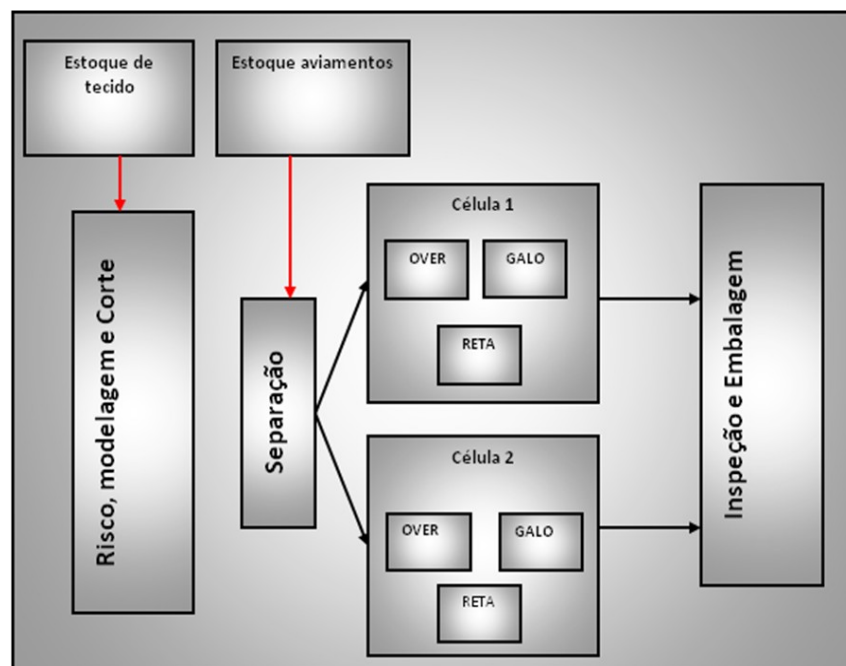 Estoque de
tecido
Estoque aviamentos
Risco, modelagem e Corte
Separação
Célula 1
OVER
GALO
RETA
Célula 2
OVER
GALO
RETA
Inspeção e Embalagem